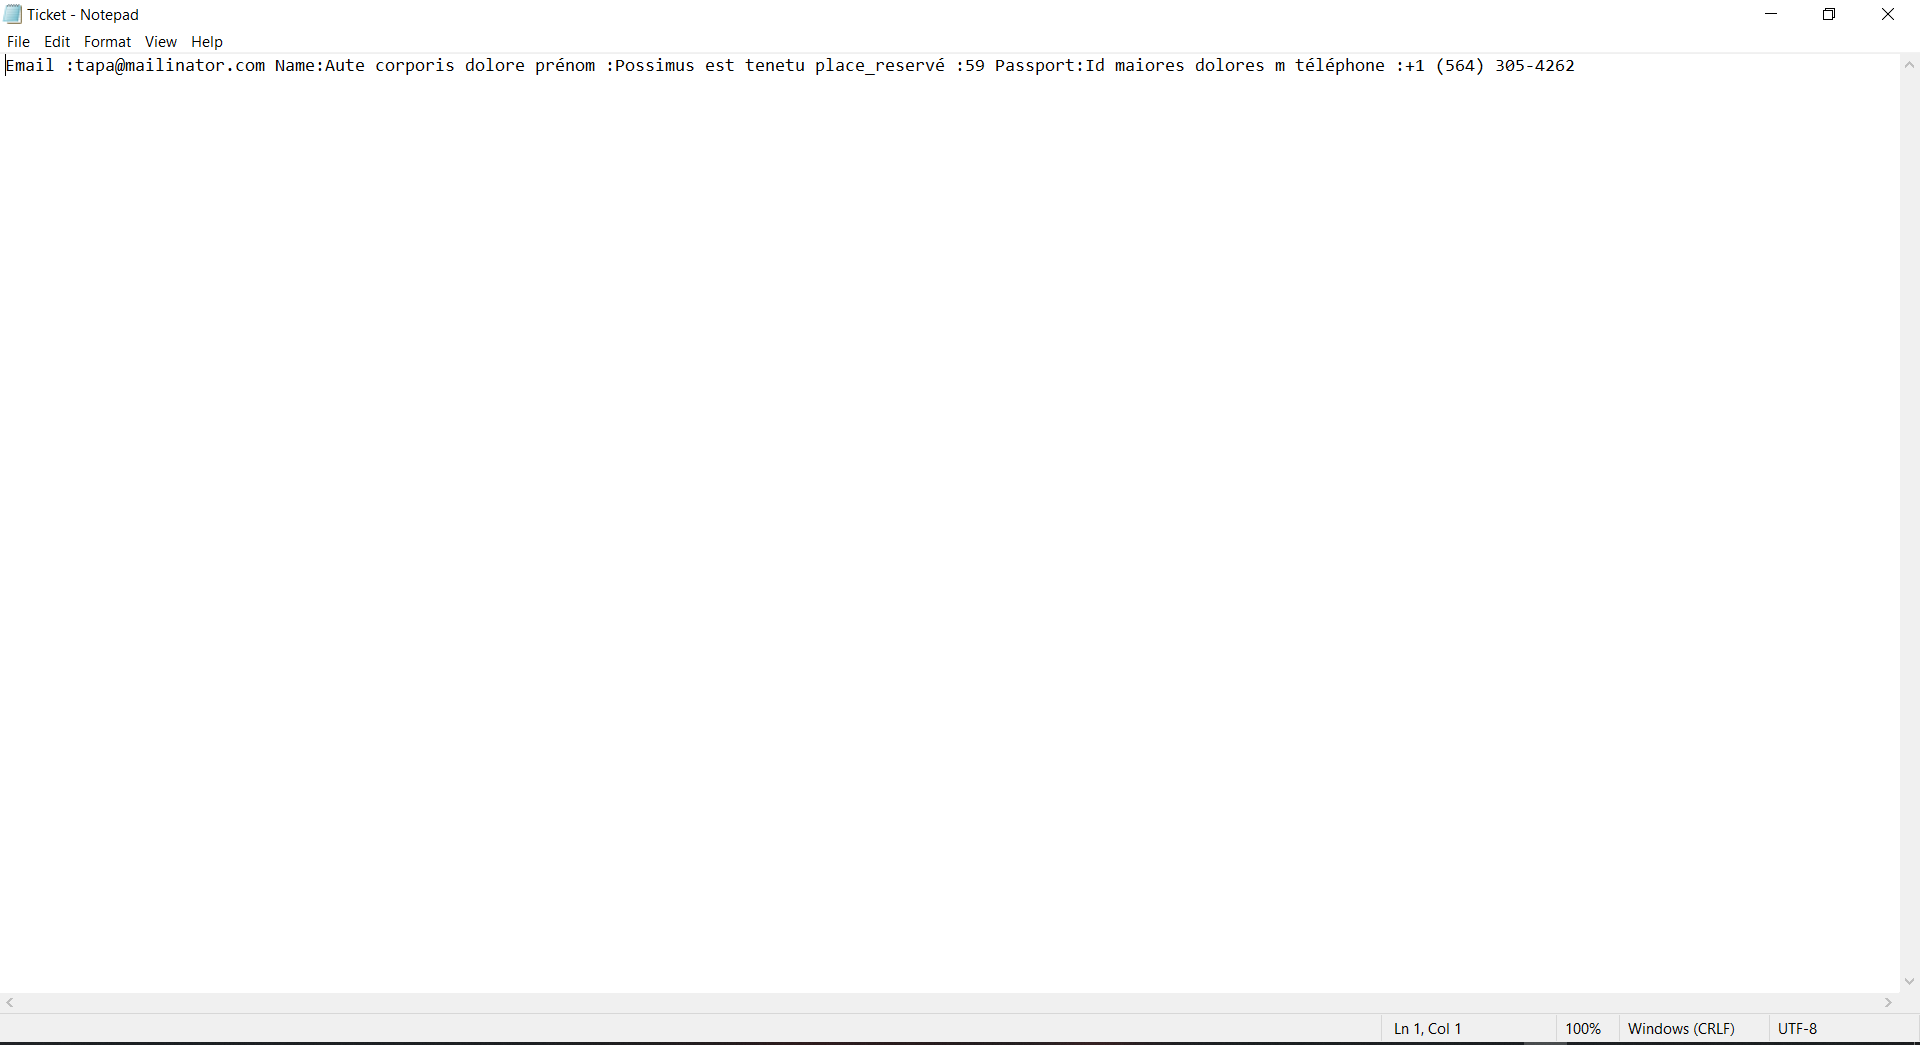 Ticket - Notepad
File Edit Format View Help
Email :tapa@mailinator.com Name:Aute corporis dolore prénom :Possimus est tenetu place_reservé :59 Passport:Id maiores dolores m téléphone :+1 (564) 305-4262
Ln 1, Col 1 100% Windows (CRLF) UTF-8